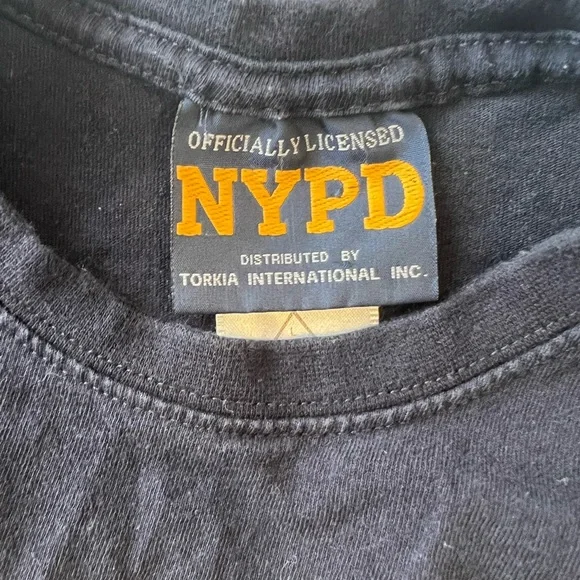 OFFICIALLY LICENSED
NYPD
DISTRIBUTED BY
TORKIA INTERNATIONAL INC.
L